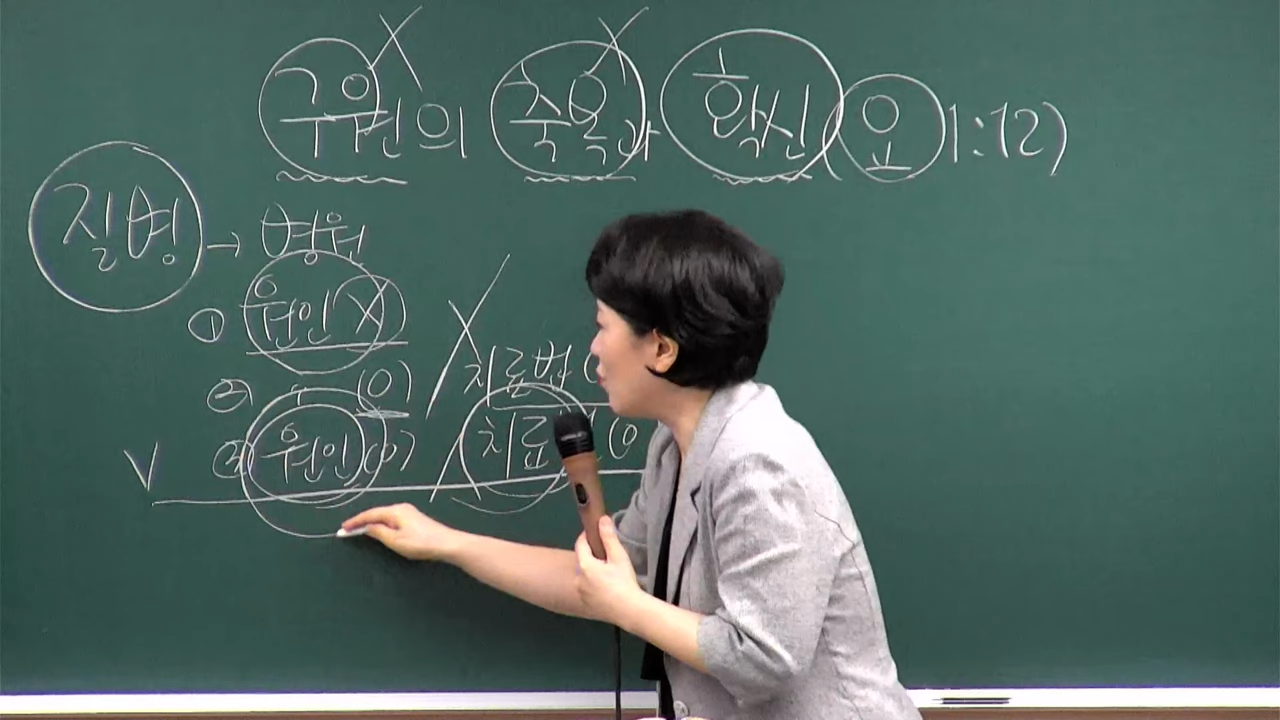 구원의 축복과 확신(요1:12)
질병 → 병원
① 원인(X)
② 〃 (O) / 치료법(
③ 원인(O) / 치료법(O